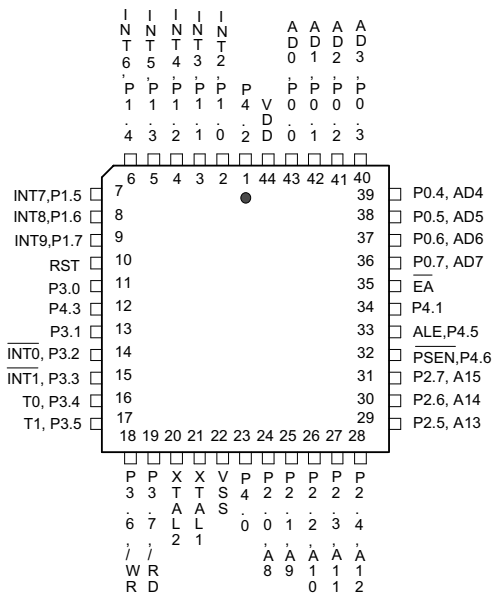 INT6,P1.4
INT5,P1.3
INT4,P1.2
INT3,P1.1
INT2,P1.0
P4.2
VDD
AD0,P0.0
AD1,P0.1
AD2,P0.2
AD3,P0.3
6 5 4 3 2 1 44 43 42 41 40
INT7,P1.5 7 39 P0.4, AD4
INT8,P1.6 8 38 P0.5, AD5
INT9,P1.7 9 37 P0.6, AD6
RST 10 36 P0.7, AD7
P3.0 11 35 EA
P4.3 12 34 P4.1
P3.1 13 33 ALE,P4.5
INT0, P3.2 14 32 PSEN,P4.6
INT1, P3.3 15 31 P2.7, A15
T0, P3.4 16 30 P2.6, A14
T1, P3.5 17 29 P2.5, A13
18 19 20 21 22 23 24 25 26 27 28
P3.6,/WR
P3.7,/RD
XTAL2
XTAL1
VSS
P4.0
P2.0,A8
P2.1,A9
P2.2,A10
P2.3,A11
P2.4,A12